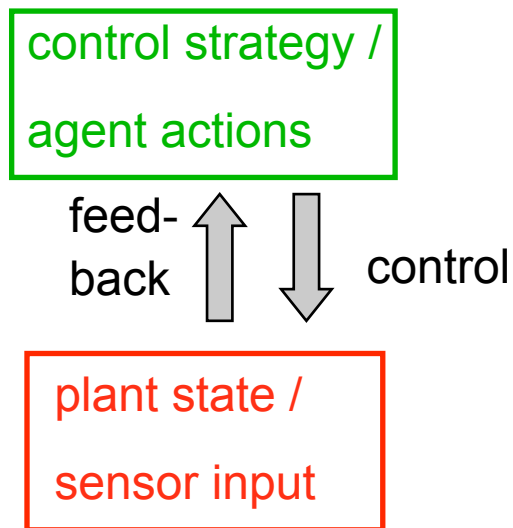 control strategy /
agent actions
feed-
back
control
plant state /
sensor input